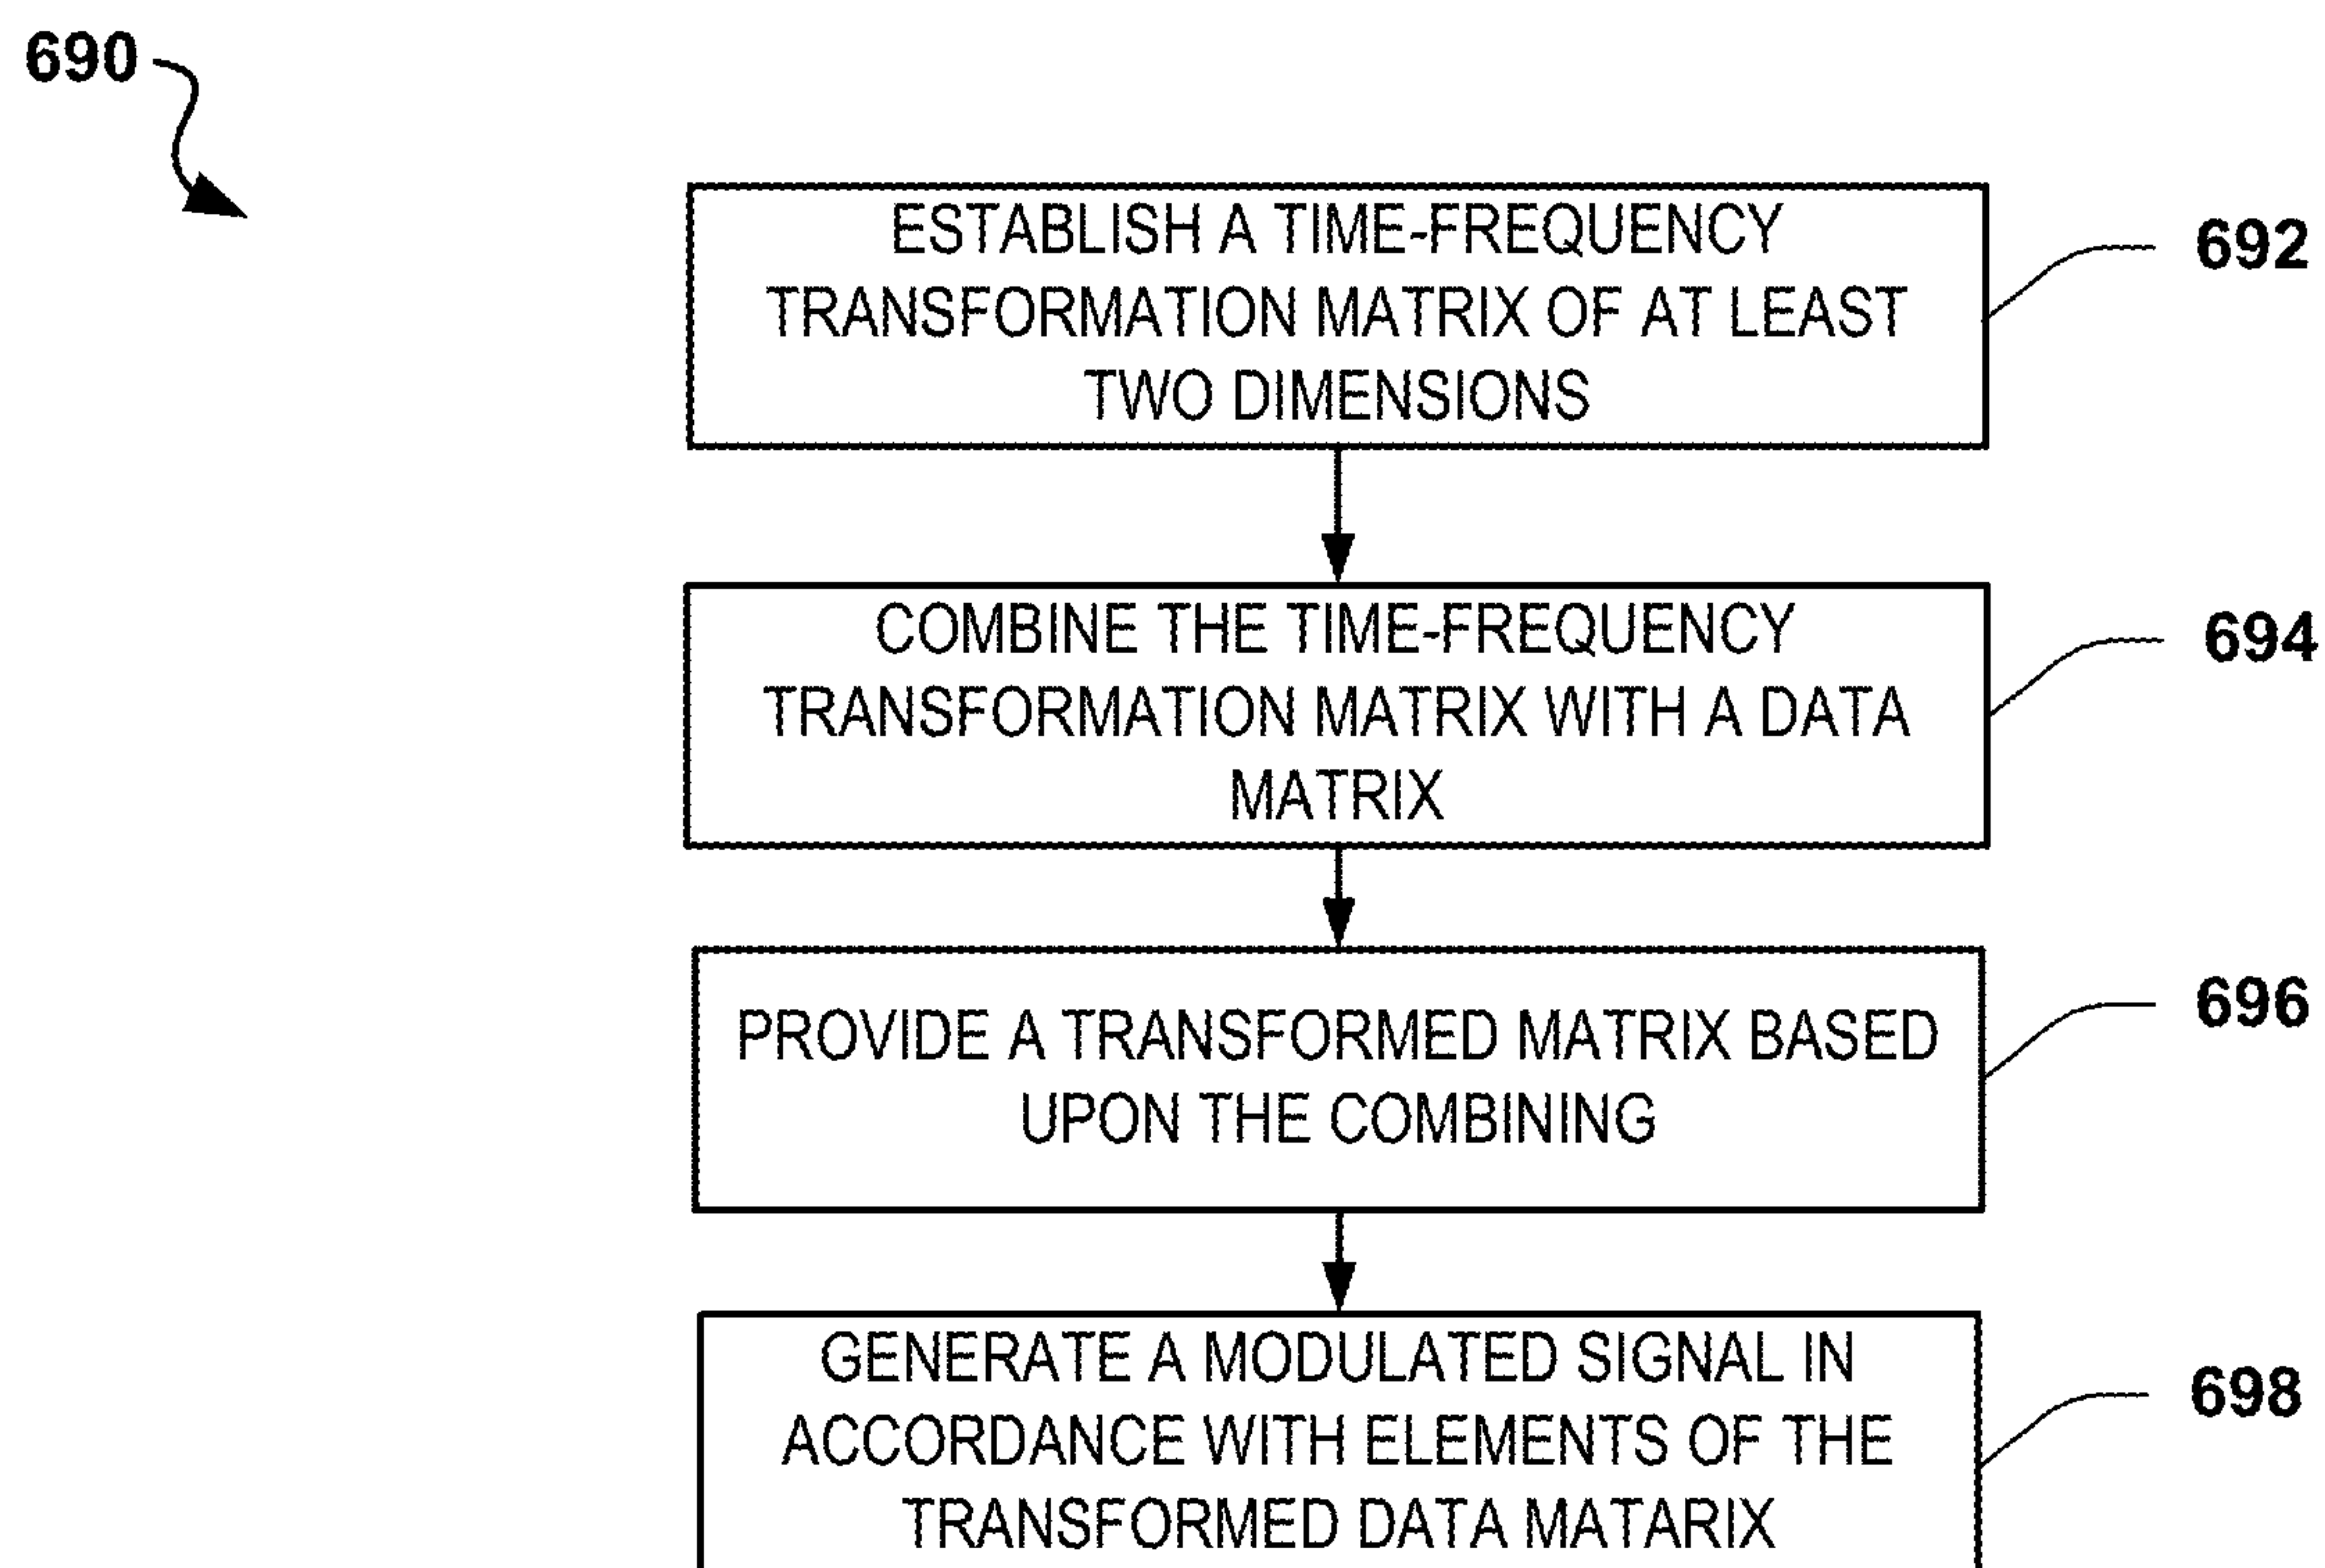 690
ESTABLISH A TIME-FREQUENCY
TRANSFORMATION MATRIX OF AT LEAST
TWO DIMENSIONS
692
COMBINE THE TIME-FREQUENCY
TRANSFORMATION MATRIX WITH A DATA
MATRIX
694
PROVIDE A TRANSFORMED MATRIX BASED
UPON THE COMBINING
696
GENERATE A MODULATED SIGNAL IN
ACCORDANCE WITH ELEMENTS OF THE
TRANSFORMED DATA MATARIX
698